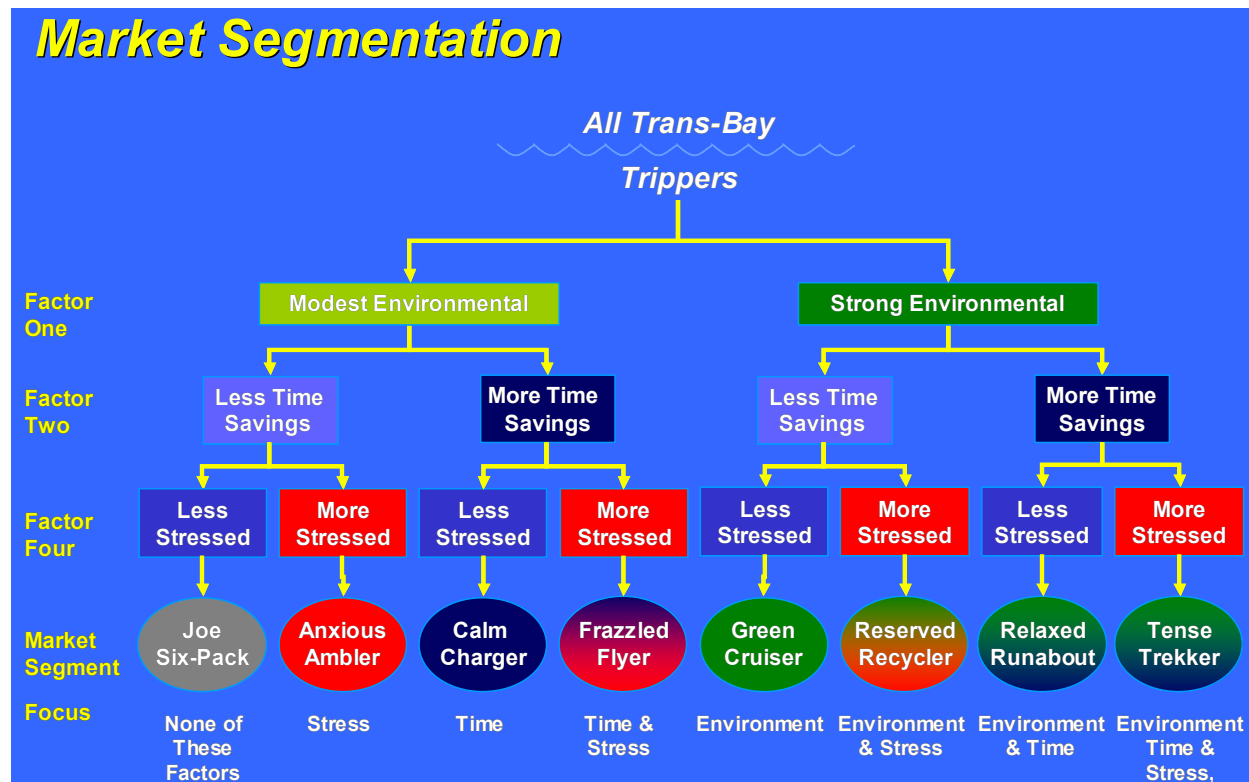 Market Segmentation
All Trans-Bay
Trippers
Factor
One
Modest Environmental
Strong Environmental
Factor
Two
Less Time
Savings
More Time
Savings
Less Time
Savings
More Time
Savings
Factor
Four
Less
Stressed
More
Stressed
Less
Stressed
More
Stressed
Less
Stressed
More
Stressed
Less
Stressed
More
Stressed
Market
Segment
Joe
Six-Pack
Anxious
Ambler
Calm
Charger
Frazzled
Flyer
Green
Cruiser
Reserved
Recycler
Relaxed
Runabout
Tense
Trekker
Focus
None of
These
Factors
Stress
Time
Time &
Stress
Environment
Environment
& Stress
Environment
& Time
Environment
Time &
Stress,